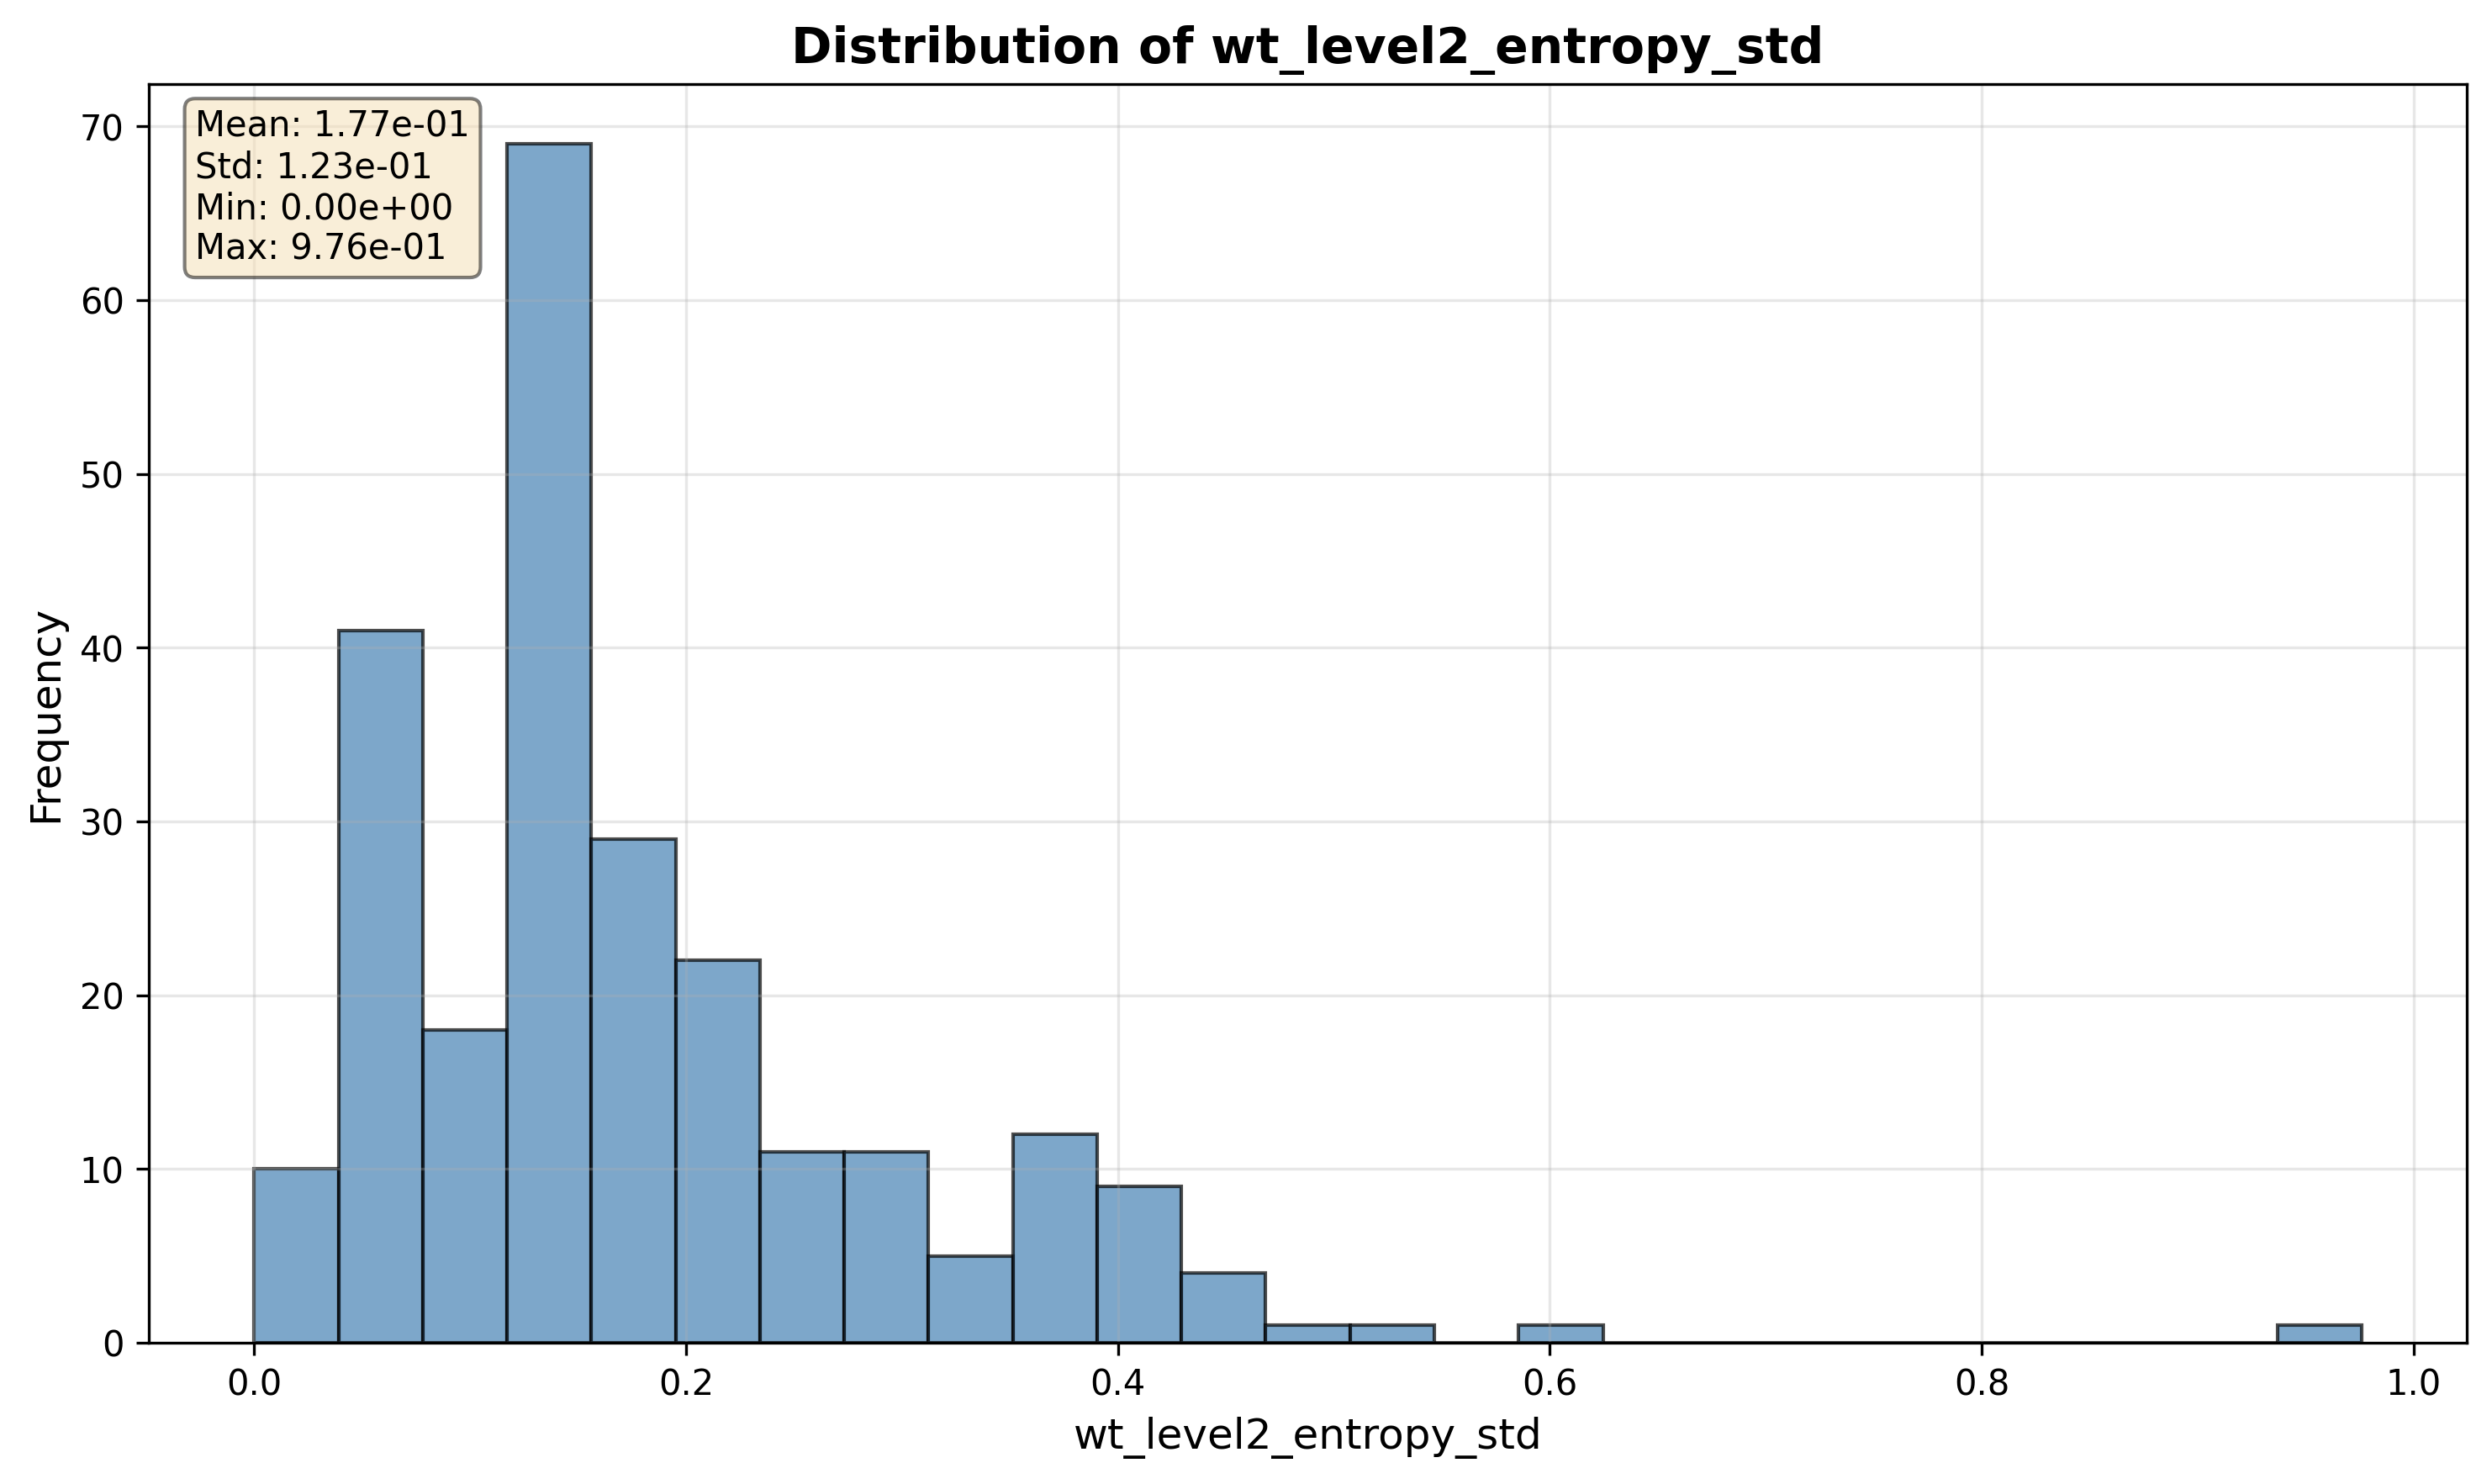 Distribution of wt_level2_entropy_std
Mean: 1.77e-01
Std: 1.23e-01
Min: 0.00e+00
Max: 9.76e-01
70
60
50
40
30
20
10
0
Frequency
0.0 0.2 0.4 0.6 0.8 1.0
wt_level2_entropy_std